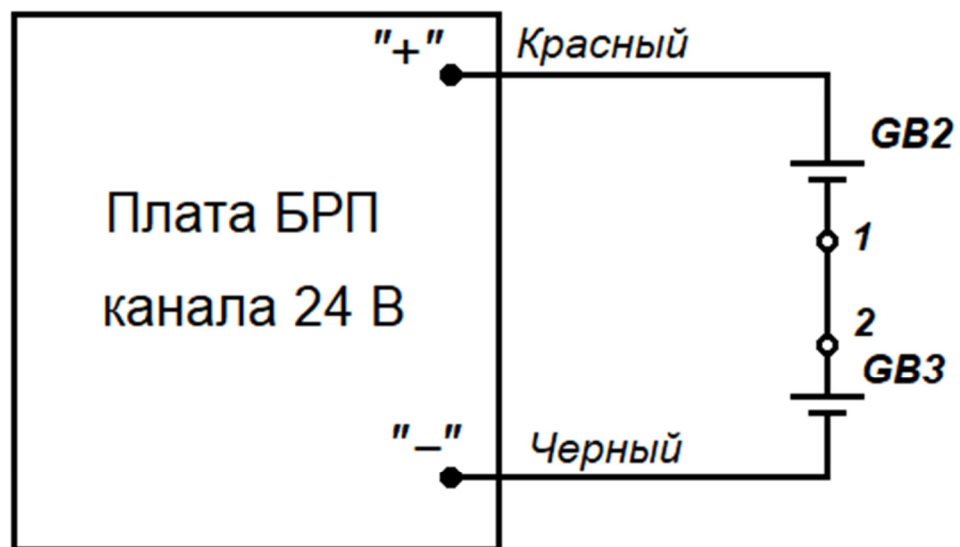 "+"
Красный
GB2
Плата БРП
1
канала 24 В
2
GB3
"–"
Черный